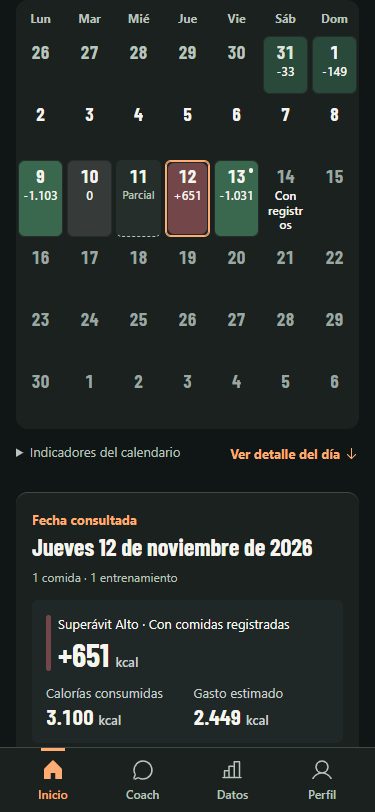 Lun Mar Mié Jue Vie Sáb Dom
26 27 28 29 30 31 1
-33 -149
2 3 4 5 6 7 8
9 10 11 12 13 14 15
-1.103 0 Parcial +651 -1.031 Con
registr
os
16 17 18 19 20 21 22
23 24 25 26 27 28 29
30 1 2 3 4 5 6
Indicadores del calendario Ver detalle del día ↓
Fecha consultada
Jueves 12 de noviembre de 2026
1 comida · 1 entrenamiento
Superávit Alto · Con comidas registradas
+651 kcal
Calorías consumidas Gasto estimado
3.100 kcal 2.449 kcal
Inicio Coach Datos Perfil